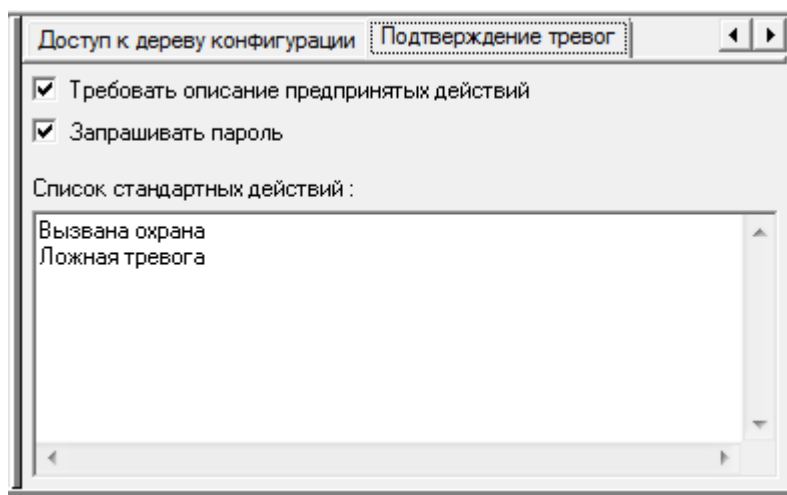 Доступ к дереву конфигурации Подтверждение тревог
Требовать описание предпринятых действий
Запрашивать пароль
Список стандартных действий :
Вызвана охрана
Ложная тревога